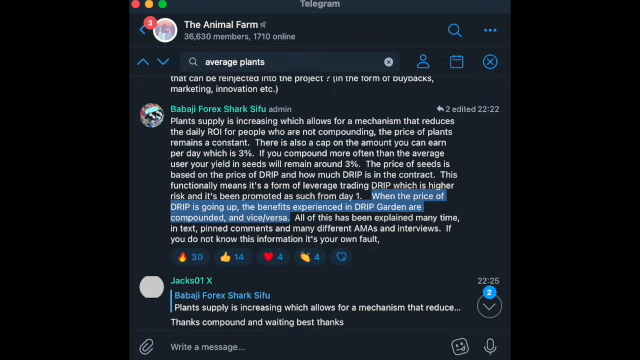 Telegram
3
The Animal Farm
36,630 members, 1710 online
average plants
that can be reinjected into the project ? (in the form of buybacks,
marketing, innovation etc.)
Babaji Forex Shark Sifu admin
2 edited 22:22
Plants supply is increasing which allows for a mechanism that reduces
the daily ROI for people who are not compounding, the price of plants
remains a constant. There is also a cap on the amount you can earn
per day which is 3%. If you compound more often than the average
user your yield in seeds will remain around 3%. The price of seeds is
based on the price of DRIP and how much DRIP is in the contract. This
functionally means it's a form of leverage trading DRIP which is higher
risk and it's been promoted as such from day 1. When the price of
DRIP is going up, the benefits experienced in DRIP Garden are
compounded, and vice/versa. All of this has been explained many time,
in text, pinned comments and many different AMAs and interviews. If
you do not know this information it's your own fault,
30 14 4 4
Jacks01 X
22:25
Babaji Forex Shark Sifu
Plants supply is increasing which allows for a mechanism that reduce...
2
Thanks compound and waiting best thanks
Write a message...